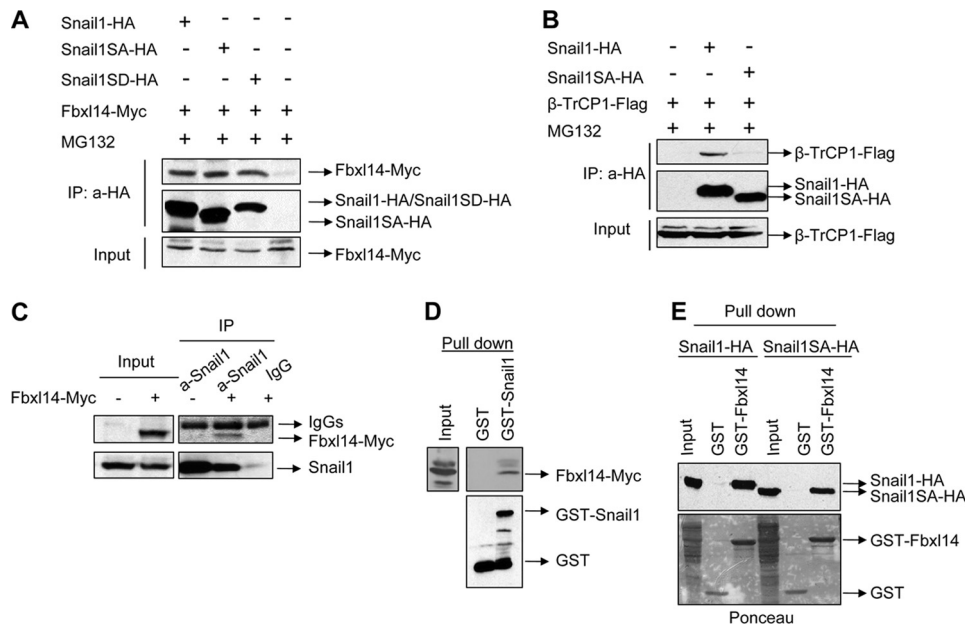 A
Snail1-HA + - - -
Snail1SA-HA - + - -
Snail1SD-HA - - + -
Fbxl14-Myc + + + +
MG132 + + + +
IP: a-HA
Fbxl14-Myc
Snail1-HA/Snail1SD-HA
Snail1SA-HA
Input
Fbxl14-Myc
B
Snail1-HA - + -
Snail1SA-HA - - +
β-TrCP1-Flag + + +
MG132 + + +
IP: a-HA
β-TrCP1-Flag
Snail1-HA
Snail1SA-HA
Input
β-TrCP1-Flag
C
IP
Input a-Snail1 a-Snail1 IgG
Fbxl14-Myc - + - + +
IgGs
Fbxl14-Myc
Snail1
D
Pull down
Input GST GST-Snail1
Fbxl14-Myc
GST-Snail1
GST
E
Pull down
Snail1-HA Snail1SA-HA
Input GST GST-Fbxl14 Input GST GST-Fbxl14
Snail1-HA
Snail1SA-HA
GST-Fbxl14
GST
Ponceau